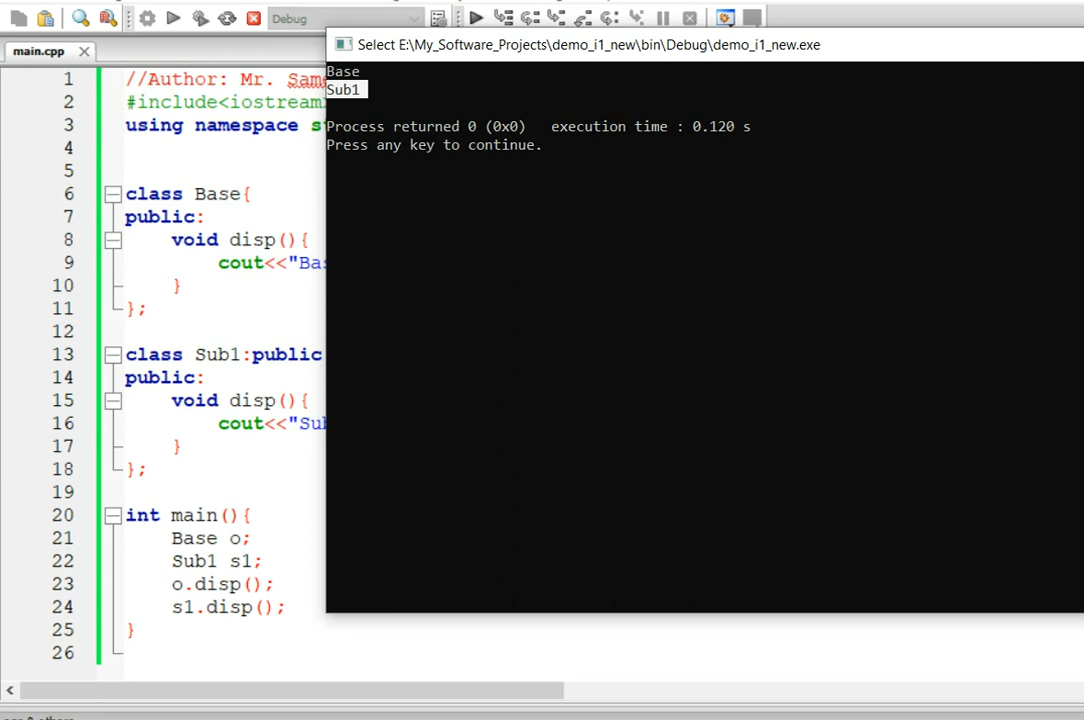 Debug
main.cpp
Select E:\My_Software_Projects\demo_i1_new\bin\Debug\demo_i1_new.exe
Base
Sub1
Process returned 0 (0x0)   execution time : 0.120 s
Press any key to continue.
1 //Author: Mr. Same
2 #include<iostream
3 using namespace s
4
5
6 class Base{
7 public:
8     void disp(){
9         cout<<"Bas
10     }
11 };
12
13 class Sub1:public
14 public:
15     void disp(){
16         cout<<"Sub
17     }
18 };
19
20 int main(){
21     Base o;
22     Sub1 s1;
23     o.disp();
24     s1.disp();
25 }
26